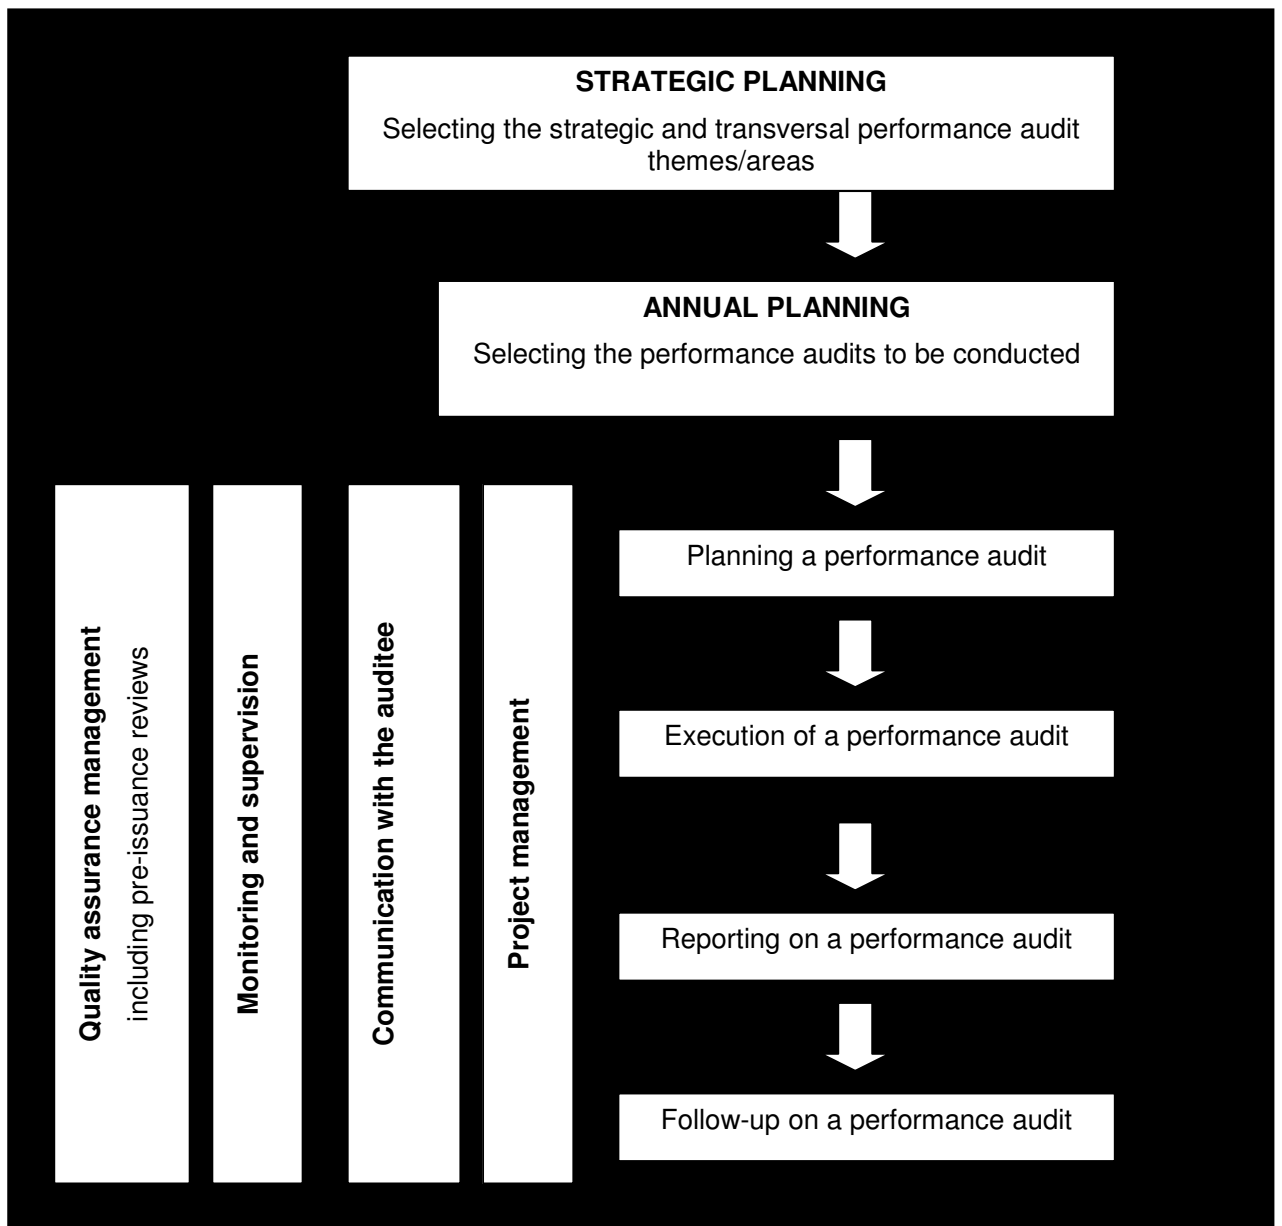 STRATEGIC PLANNING
Selecting the strategic and transversal performance audit
themes/areas
ANNUAL PLANNING
Selecting the performance audits to be conducted
Quality assurance management
including pre-issuance reviews
Monitoring and supervision
Communication with the auditee
Project management
Planning a performance audit
Execution of a performance audit
Reporting on a performance audit
Follow-up on a performance audit